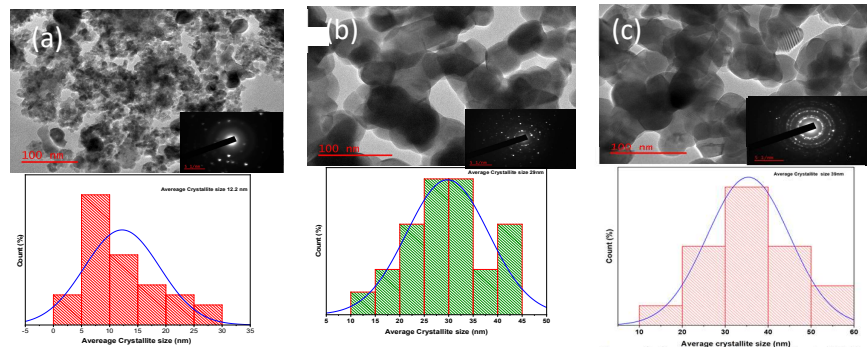 (a)
100 nm
(b)
100 nm
(c)
100 nm
Avereage Crystallite size 12.2 nm
Count (%)
-5 0 5 10 15 20 25 30 35
Avereage Crystallite size (nm)
Average Crystallite size 29nm
Count (%)
5 10 15 20 25 30 35 40 45 50
Average Crystallite size (nm)
Average Crystallite size 39nm
Count (%)
10 20 30 40 50 60
Average crystallite size (nm)